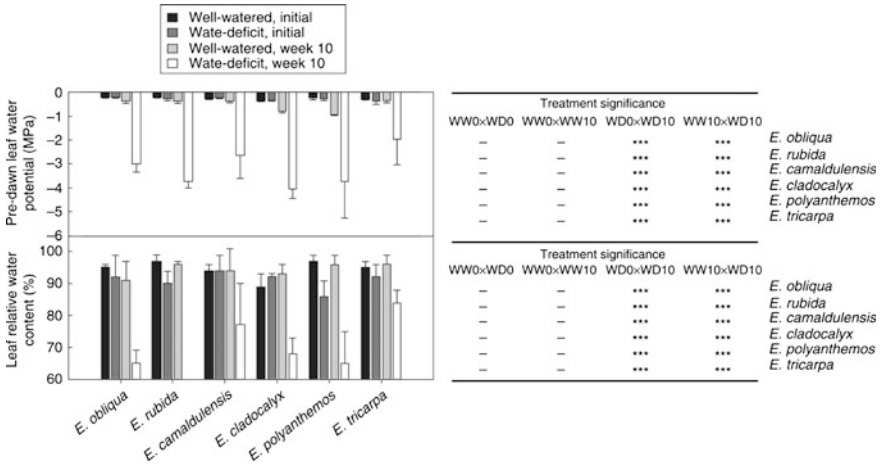 Well-watered, initial
Wate-deficit, initial
Well-watered, week 10
Wate-deficit, week 10
Pre-dawn leaf water
potential (MPa)
0
−1
−2
−3
−4
−5
−6
Treatment significance
WW0×WD0 WW0×WW10 WD0×WD10 WW10×WD10
– – *** *** E. obliqua
– – *** *** E. rubida
– – *** *** E. camaldulensis
– – *** *** E. cladocalyx
– – *** *** E. polyanthemos
– – *** *** E. tricarpa
Leaf relative water
content (%)
100
90
80
70
60
Treatment significance
WW0×WD0 WW0×WW10 WD0×WD10 WW10×WD10
– – *** *** E. obliqua
– – *** *** E. rubida
– – *** *** E. camaldulensis
– – *** *** E. cladocalyx
– – *** *** E. polyanthemos
– – *** *** E. tricarpa
E. obliqua
E. rubida
E. camaldulensis
E. cladocalyx
E. polyanthemos
E. tricarpa